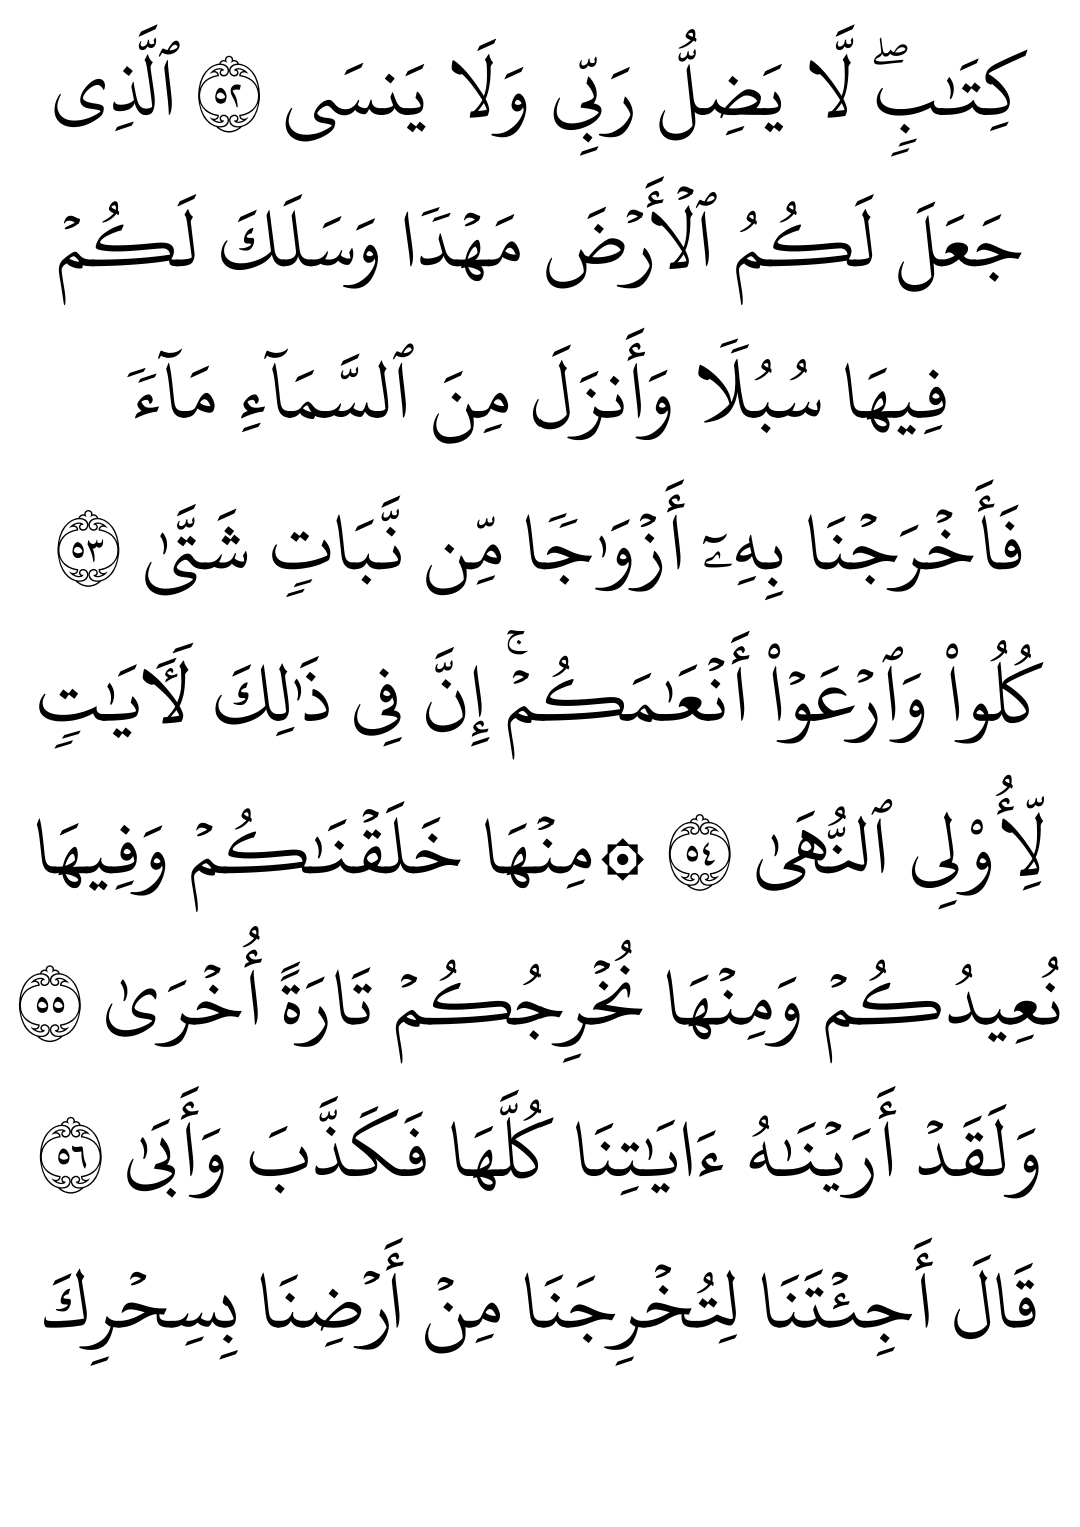 كِتَٰبٖۖ لَّا يَضِلُّ رَبِّي وَلَا يَنسَى ٥٢ ٱلَّذِى
جَعَلَ لَكُمُ ٱلۡأَرۡضَ مَهۡدٗا وَسَلَكَ لَكُمۡ
فِيهَا سُبُلٗا وَأَنزَلَ مِنَ ٱلسَّمَآءِ مَآءٗ
فَأَخۡرَجۡنَا بِهِۦٓ أَزۡوَٰجٗا مِّن نَّبَاتٖ شَتَّىٰ ٥٣
كُلُواْ وَٱرۡعَوۡاْ أَنۡعَٰمَكُمۡۚ إِنَّ فِى ذَٰلِكَ لَأٓيَٰتٖ
لِّأُوْلِى ٱلنُّهَىٰ ٥٤ ۞مِنۡهَا خَلَقۡنَٰكُمۡ وَفِيهَا
نُعِيدُكُمۡ وَمِنۡهَا نُخۡرِجُكُمۡ تَارَةً أُخۡرَىٰ ٥٥
وَلَقَدۡ أَرَيۡنَٰهُ ءَايَٰتِنَا كُلَّهَا فَكَذَّبَ وَأَبَىٰ ٥٦
قَالَ أَجِئۡتَنَا لِتُخۡرِجَنَا مِنۡ أَرۡضِنَا بِسِحۡرِكَ